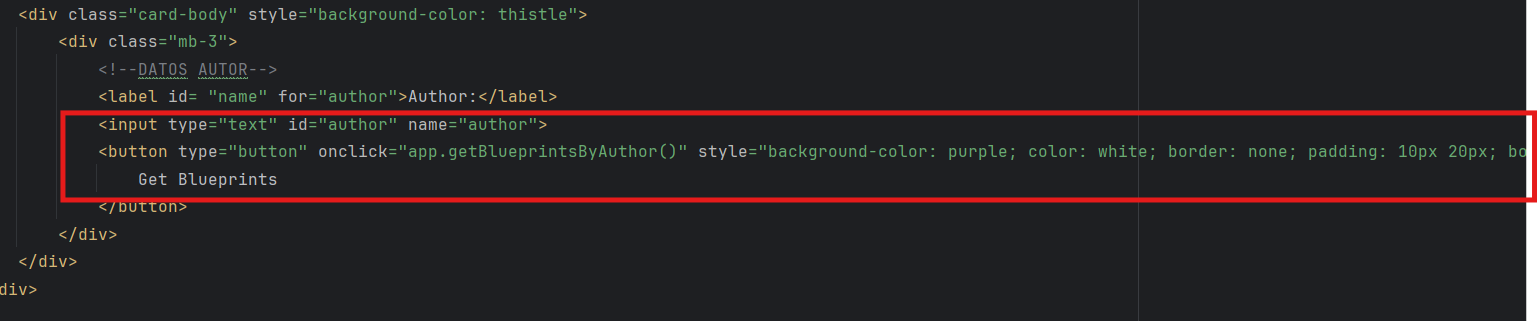 <div class="card-body" style="background-color: thistle">
<div class="mb-3">
<!--DATOS AUTOR-->
<label id= "name" for="author">Author:</label>
<input type="text" id="author" name="author">
<button type="button" onclick="app.getBlueprintsByAuthor()" style="background-color: purple; color: white; border: none; padding: 10px 20px; bo
Get Blueprints
</button>
</div>
</div>
div>